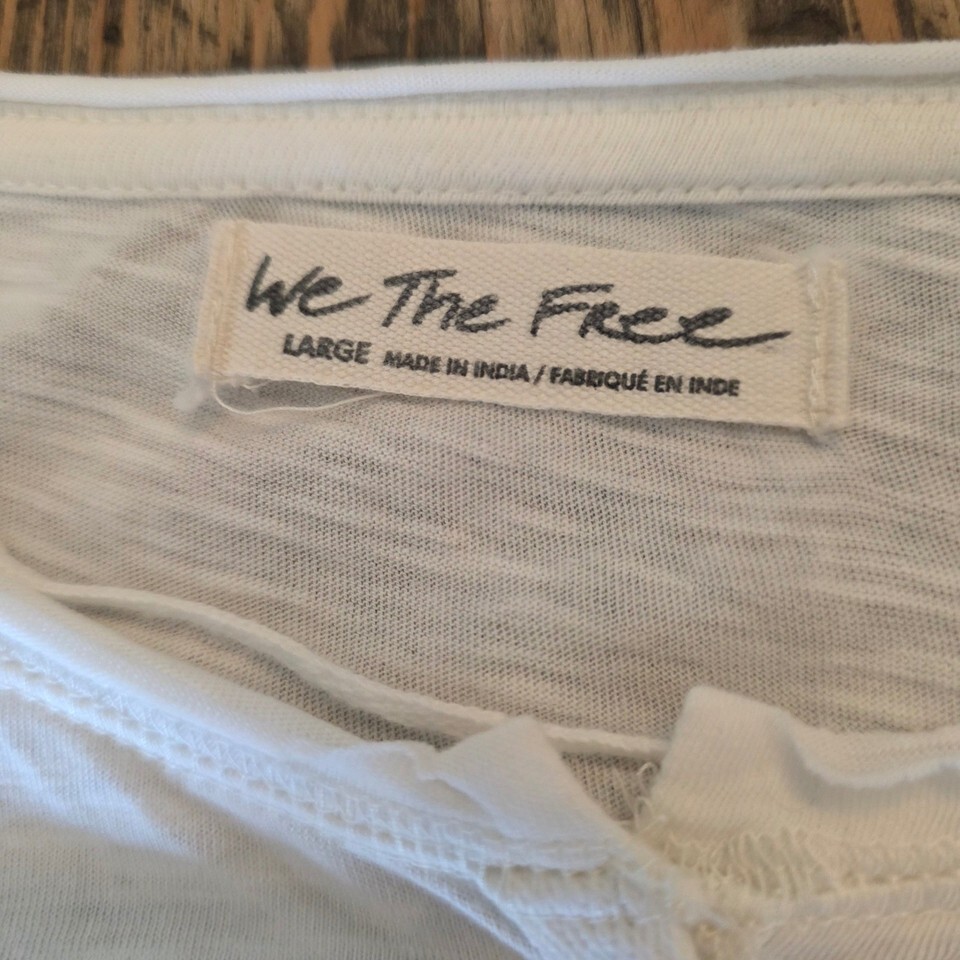 We The Free
LARGE MADE IN INDIA / FABRIQUÉ EN INDE